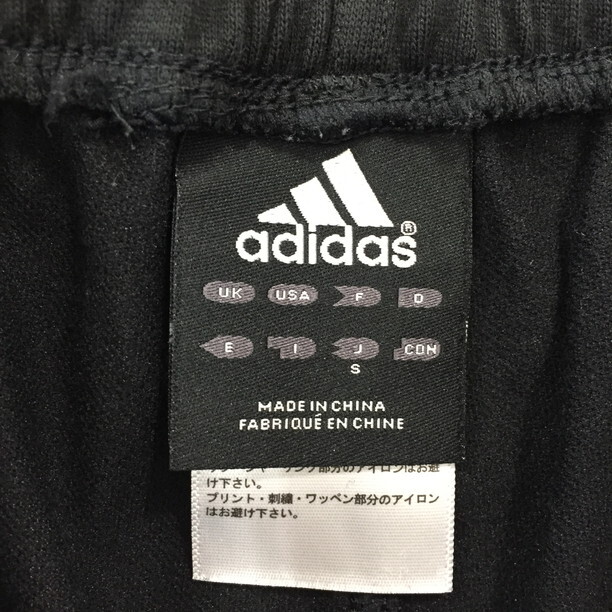 adidas®
UK USA F D
E I J CDN
S
MADE IN CHINA
FABRIQUÉ EN CHINE
部分のアイロンはお避
け下さい。
プリント・刺繍・ワッペン部分のアイロン
はお避け下さい。